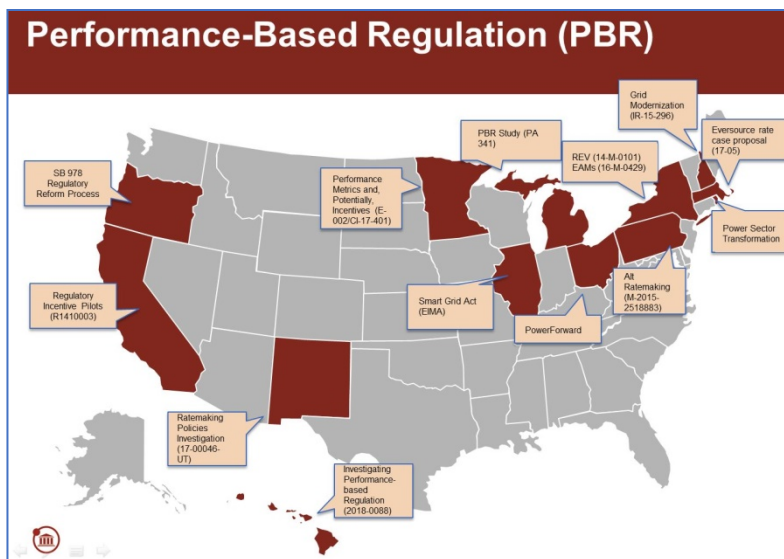 Performance-Based Regulation (PBR)
Grid
Modernization
(IR-15-296)
Eversource rate
case proposal
(17-05)
PBR Study (PA
341)
REV (14-M-0101)
EAMs (16-M-0429)
SB 978
Regulatory
Reform Process
Performance
Metrics and,
Potentially,
Incentives (E-
002/CI-17-401)
Power Sector
Transformation
Regulatory
Incentive Pilots
(R1410003)
Smart Grid Act
(EIMA)
Alt
Ratemaking
(M-2015-
2518883)
PowerForward
Ratemaking
Policies
Investigation
(17-00046-
UT)
Investigating
Performance-
based
Regulation
(2018-0088)